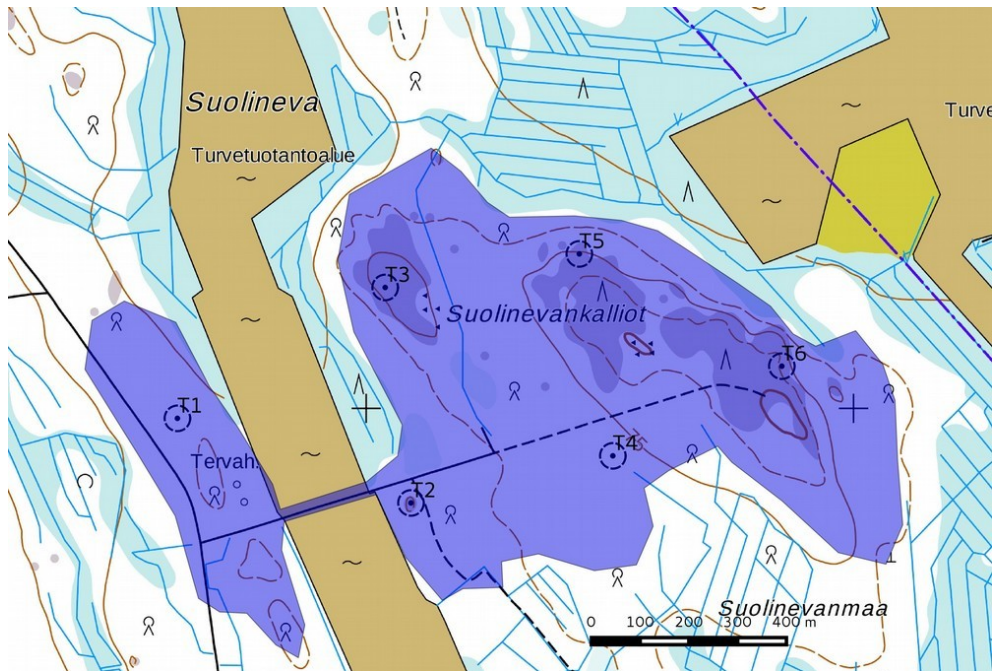 Suolineva
Turvetuotantoalue
Turve
T5
T3
Suolinevankalliot
T6
T1
T4
Tervah.
T2
Suolinevanmaa
0 100 200 300 400 m